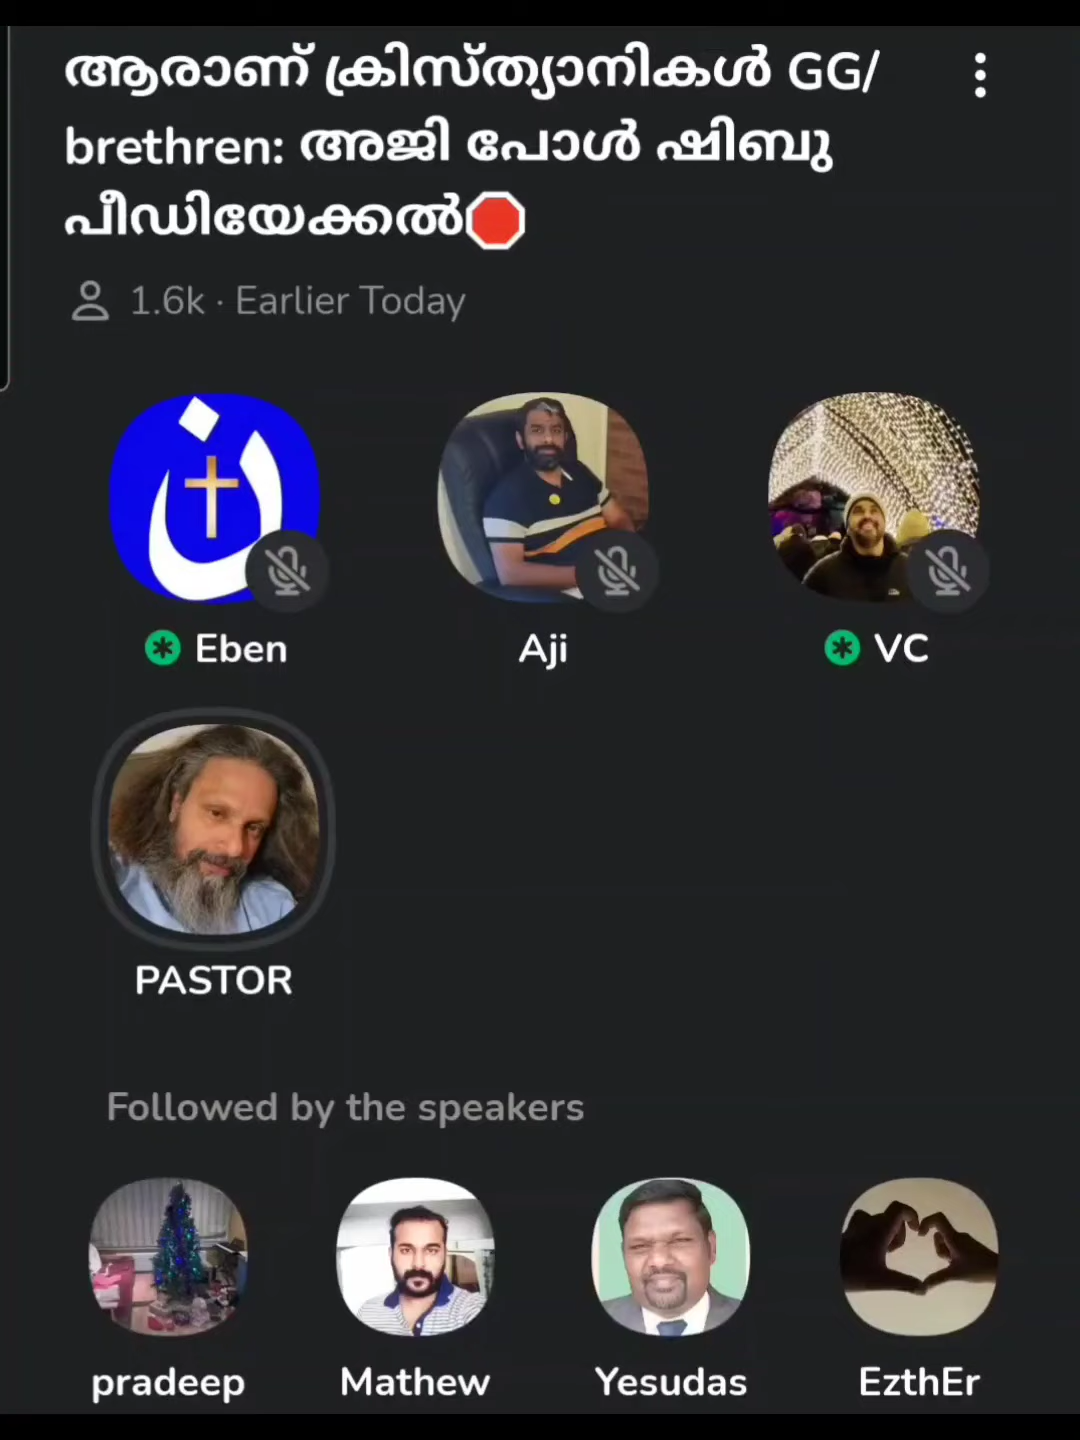 ആരാണ് ക്രിസ്ത്യാനികൾ GG/
brethren: അജി പോൾ ഷിബു
പീഡിയേക്കൽ🛑
1.6k · Earlier Today
ن
Eben
Aji
VC
PASTOR
Followed by the speakers
pradeep
Mathew
Yesudas
EzthEr